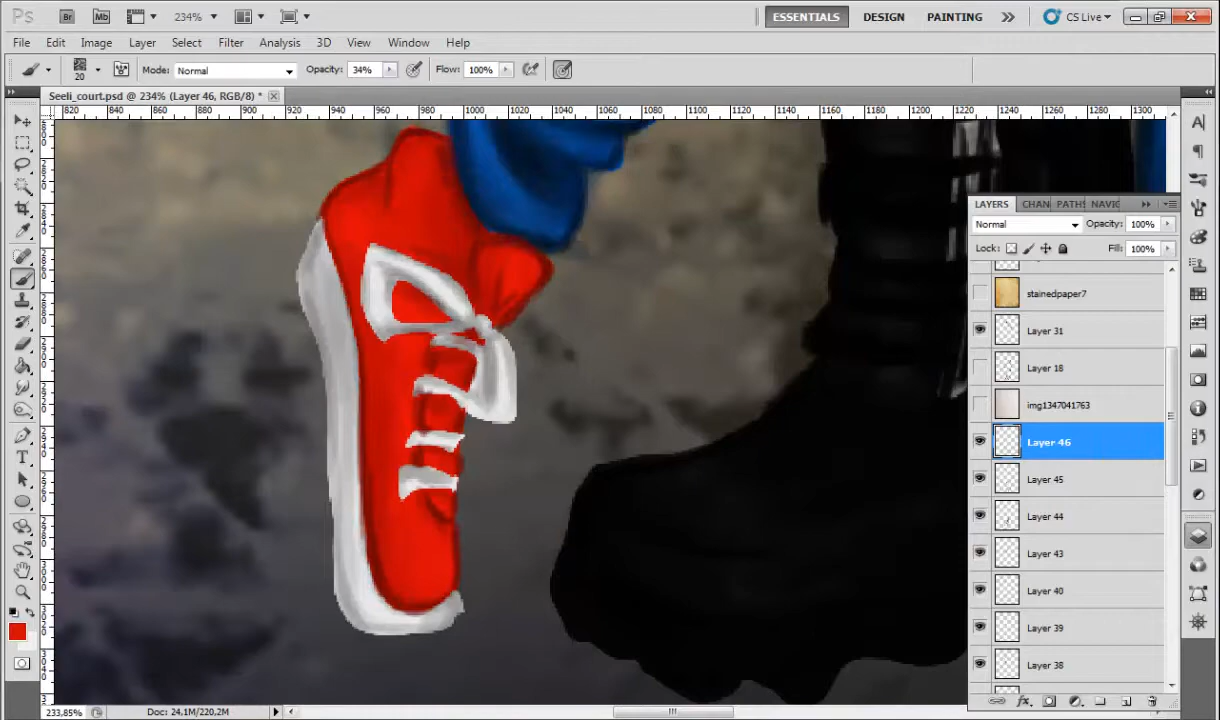 Ps Br Mb 234% ESSENTIALS DESIGN PAINTING CS Live
File Edit Image Layer Select Filter Analysis 3D View Window Help
20 Mode: Normal Opacity: 34% Flow: 100%
Seeli_court.psd @ 234% (Layer 46, RGB/8) *
820 840 860 880 900 920 940 960 980 1000 1020 1040 1060 1080 1100 1120 1140 1160 1180 1200 1220 1240 1260 1280 1300
LAYERS CHAN PATHS NAVIC
Normal Opacity: 100%
Lock: Fill: 100%
stainedpaper7
Layer 31
Layer 18
img1347041763
Layer 46
Layer 45
Layer 44
Layer 43
Layer 40
Layer 39
Layer 38
233,85% Doc: 24,1M/220,2M